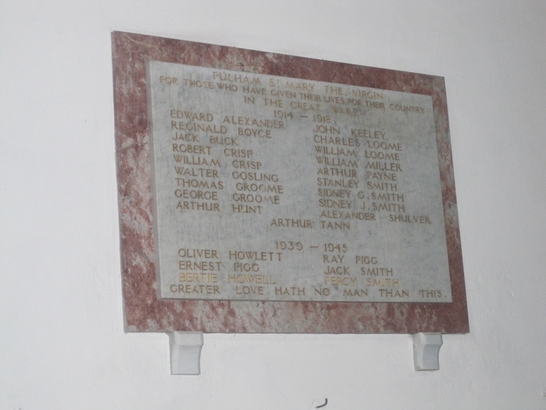 PULHAM ST. MARY THE VIRGIN
FOR THOSE WHO HAVE GIVEN THEIR LIVES FOR THEIR COUNTRY
IN THE GREAT WARS
1914 — 1918
EDWARD ALEXANDER JOHN KEELEY
REGINALD BOYCE CHARLES LOOME
JACK BUCK WILLIAM LOOME
ROBERT CRISP WILLIAM MILLER
WILLIAM CRISP ARTHUR PAYNE
WALTER GOSLING STANLEY SMITH
THOMAS GROOME SIDNEY G. SMITH
GEORGE GROOME SIDNEY J. SMITH
ARTHUR HUNT ALEXANDER SHULVER
ARTHUR TANN
1939 — 1945
OLIVER HOWLETT RAY PIGG
ERNEST PIGG JACK SMITH
BERTIE HOWELL PERCY SMITH
GREATER LOVE HATH NO MAN THAN THIS.